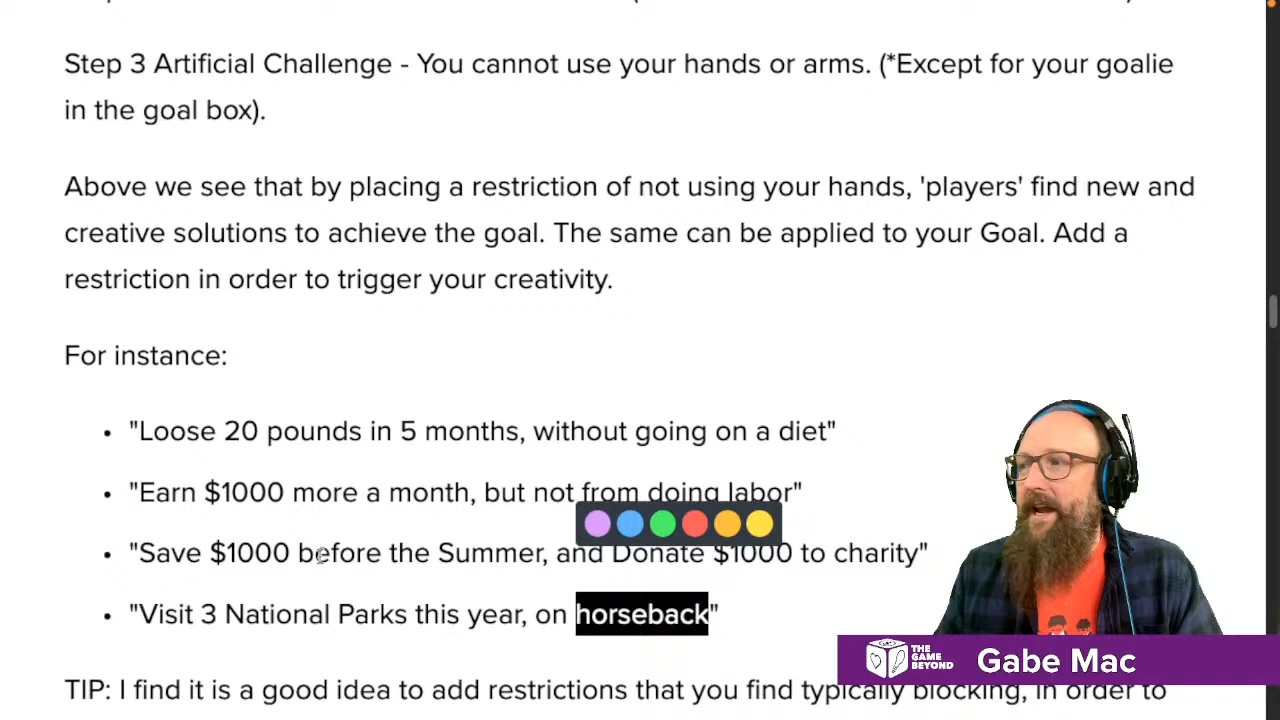 Step 3 Artificial Challenge - You cannot use your hands or arms. (*Except for your goalie
in the goal box).
Above we see that by placing a restriction of not using your hands, 'players' find new and
creative solutions to achieve the goal. The same can be applied to your Goal. Add a
restriction in order to trigger your creativity.
For instance:
• "Loose 20 pounds in 5 months, without going on a diet"
• "Earn $1000 more a month, but not from doing labor"
• "Save $1000 before the Summer, and Donate $1000 to charity"
• "Visit 3 National Parks this year, on horseback"
THE
GAME
BEYOND
Gabe Mac
TIP: I find it is a good idea to add restrictions that you find typically blocking, in order to